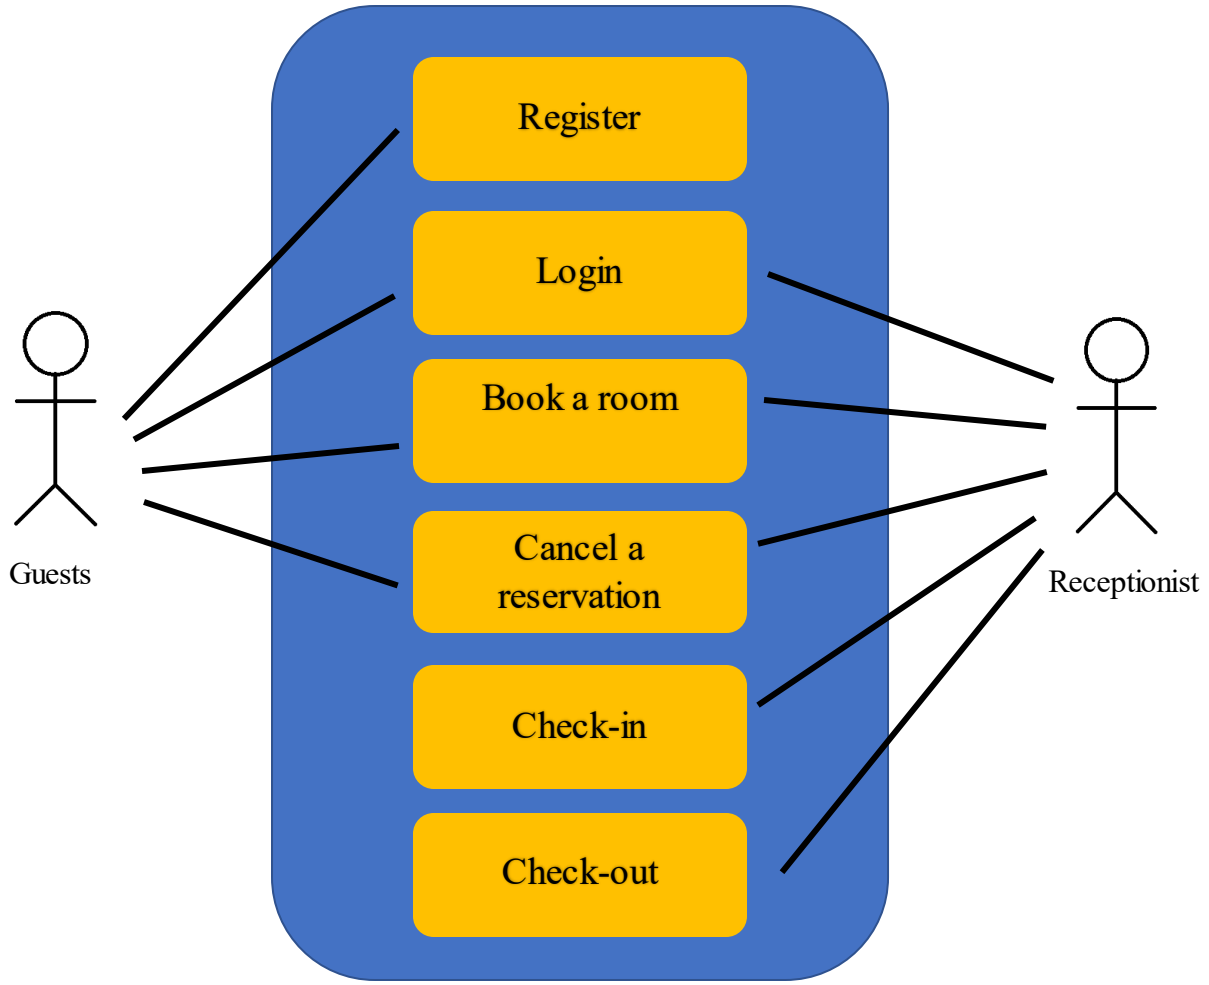 Register
Login
Book a room
Cancel a
reservation
Guests
Receptionist
Check-in
Check-out